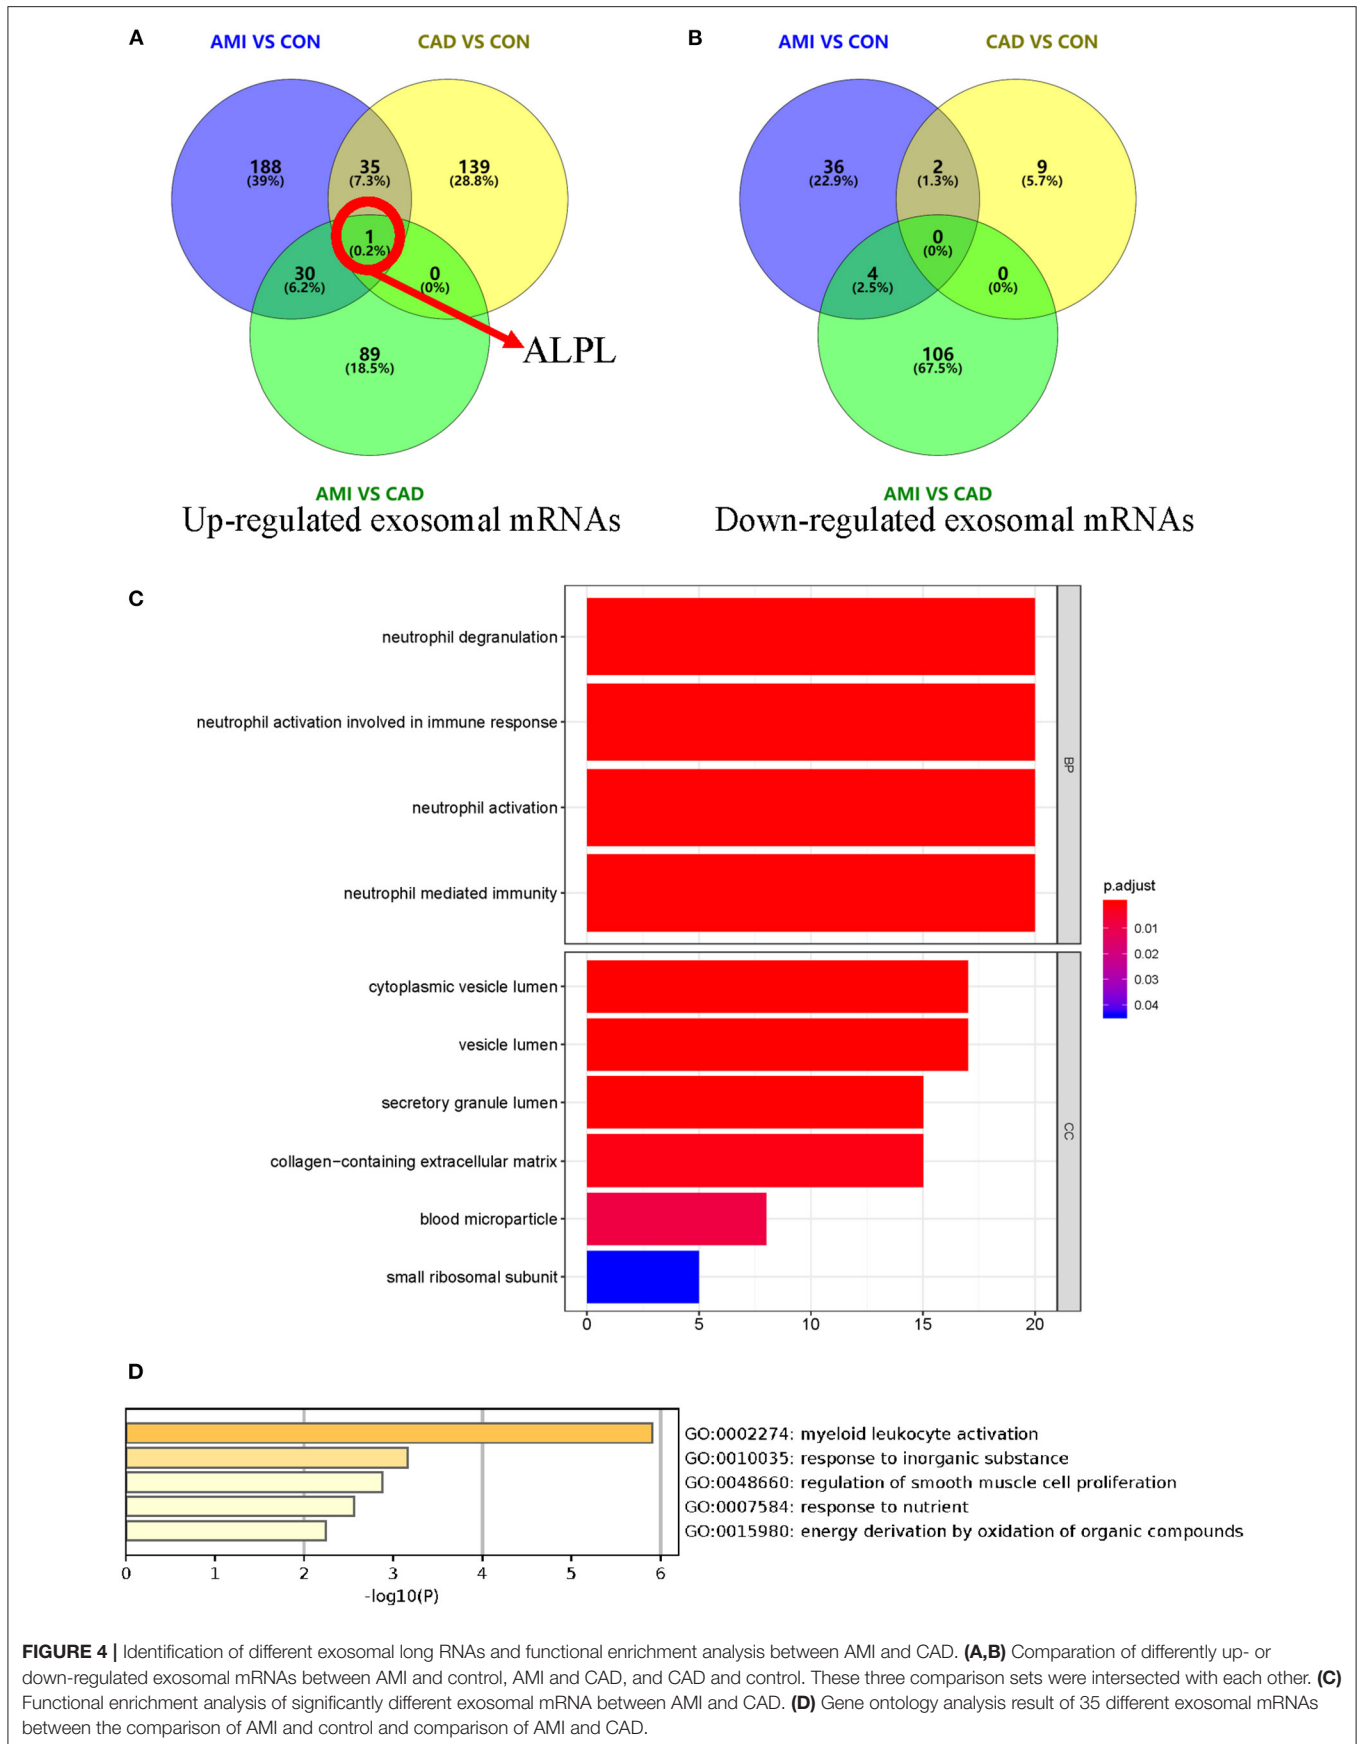 A
AMI VS CON
CAD VS CON
188
(39%)
35
(7.3%)
139
(28.8%)
1
(0.2%)
30
(6.2%)
0
(0%)
89
(18.5%)
ALPL
AMI VS CAD
Up-regulated exosomal mRNAs
B
AMI VS CON
CAD VS CON
36
(22.9%)
2
(1.3%)
9
(5.7%)
0
(0%)
4
(2.5%)
0
(0%)
106
(67.5%)
AMI VS CAD
Down-regulated exosomal mRNAs
C
neutrophil degranulation
neutrophil activation involved in immune response
neutrophil activation
neutrophil mediated immunity
BP
cytoplasmic vesicle lumen
vesicle lumen
secretory granule lumen
collagen−containing extracellular matrix
blood microparticle
small ribosomal subunit
CC
0 5 10 15 20
p.adjust
0.01
0.02
0.03
0.04
D
GO:0002274: myeloid leukocyte activation
GO:0010035: response to inorganic substance
GO:0048660: regulation of smooth muscle cell proliferation
GO:0007584: response to nutrient
GO:0015980: energy derivation by oxidation of organic compounds
0 1 2 3 4 5 6
-log10(P)
FIGURE 4 | Identification of different exosomal long RNAs and functional enrichment analysis between AMI and CAD. (A,B) Comparation of differently up- or
down-regulated exosomal mRNAs between AMI and control, AMI and CAD, and CAD and control. These three comparison sets were intersected with each other. (C)
Functional enrichment analysis of significantly different exosomal mRNA between AMI and CAD. (D) Gene ontology analysis result of 35 different exosomal mRNAs
between the comparison of AMI and control and comparison of AMI and CAD.